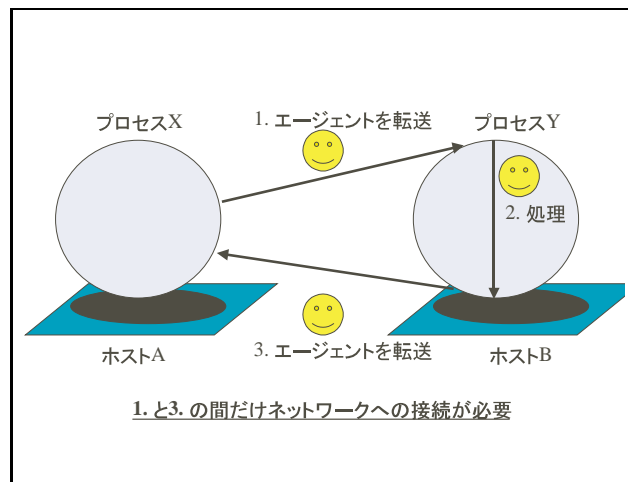 プロセスX
1. エージェントを転送
プロセスY
2. 処理
3. エージェントを転送
ホストA
ホストB
1. と3. の間だけネットワークへの接続が必要